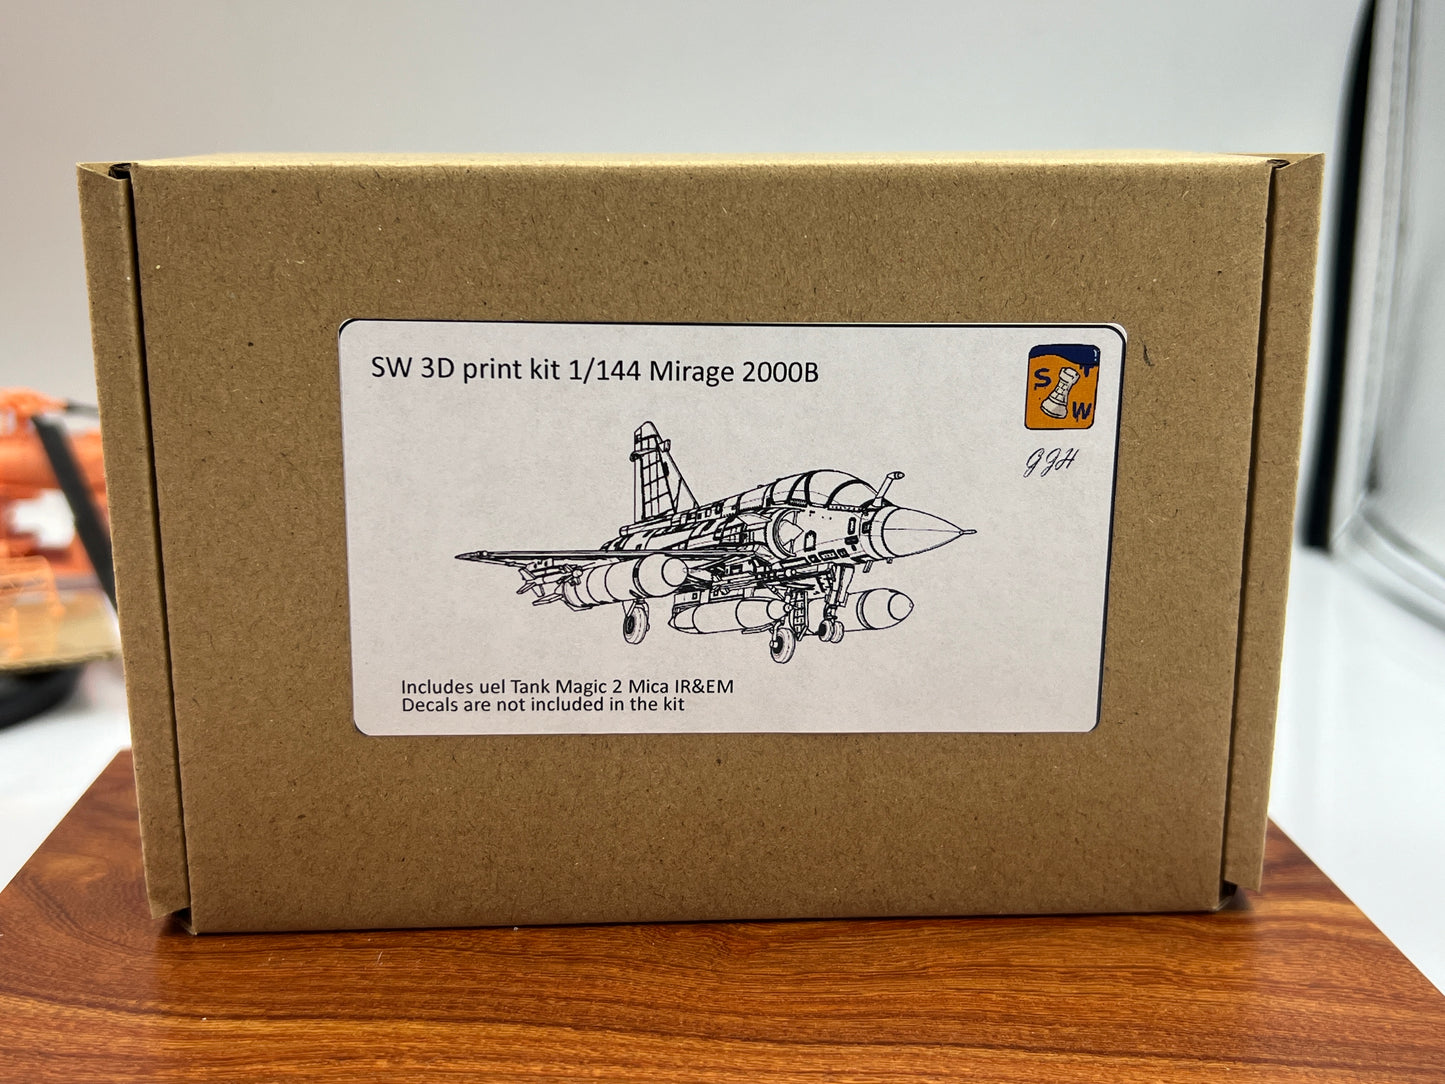 SW 3D print kit 1/144 Mirage 2000B
S
W
GJH
Includes uel Tank Magic 2 Mica IR&EM
Decals are not included in the kit